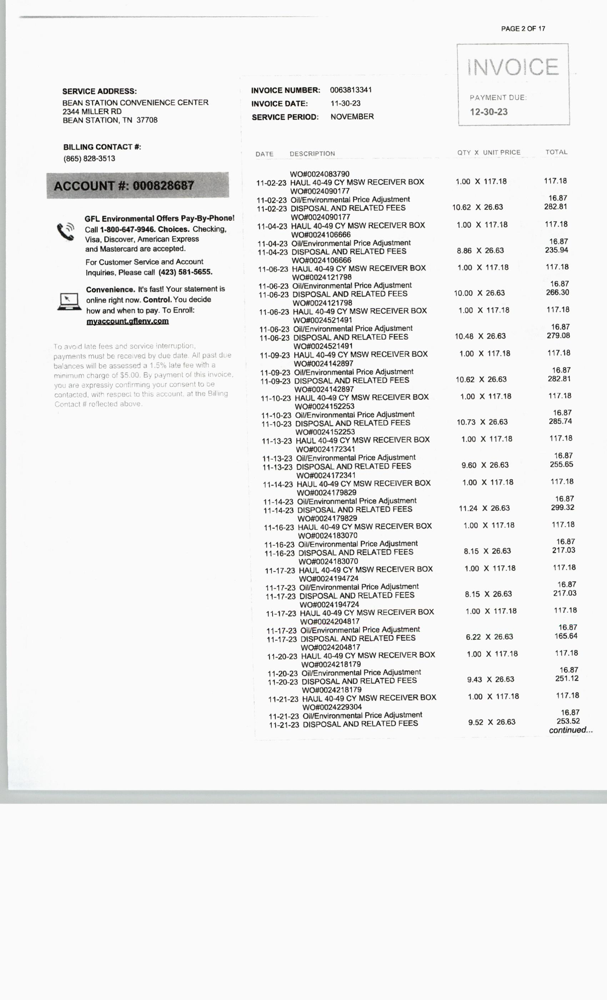 PAGE 2 OF 17
INVOICE
PAYMENT DUE:
12-30-23
SERVICE ADDRESS:
BEAN STATION CONVENIENCE CENTER
2344 MILLER RD
BEAN STATION, TN 37708
INVOICE NUMBER: 0063813341
INVOICE DATE: 11-30-23
SERVICE PERIOD: NOVEMBER
BILLING CONTACT #:
(865) 828-3513
ACCOUNT #: 000828687
GFL Environmental Offers Pay-By-Phone!
Call 1-800-647-9946. Choices. Checking,
Visa, Discover, American Express
and Mastercard are accepted.
For Customer Service and Account
Inquiries, Please call (423) 581-5655.
Convenience. It's fast! Your statement is
online right now. Control. You decide
how and when to pay. To Enroll:
myaccount.gflenv.com
To avoid late fees and service interruption,
payments must be received by due date. All past due
balances will be assessed a 1.5% late fee with a
minimum charge of $5.00. By payment of this invoice,
you are expressly confirming your consent to be
contacted, with respect to this account, at the Billing
Contact # reflected above.
DATE DESCRIPTION QTY X UNIT PRICE TOTAL
WO#0024083790
11-02-23 HAUL 40-49 CY MSW RECEIVER BOX 1.00 X 117.18 117.18
WO#0024090177
11-02-23 Oil/Environmental Price Adjustment 16.87
11-02-23 DISPOSAL AND RELATED FEES 10.62 X 26.63 282.81
WO#0024090177
11-04-23 HAUL 40-49 CY MSW RECEIVER BOX 1.00 X 117.18 117.18
WO#0024106666
11-04-23 Oil/Environmental Price Adjustment 16.87
11-04-23 DISPOSAL AND RELATED FEES 8.86 X 26.63 235.94
WO#0024106666
11-06-23 HAUL 40-49 CY MSW RECEIVER BOX 1.00 X 117.18 117.18
WO#0024121798
11-06-23 Oil/Environmental Price Adjustment 16.87
11-06-23 DISPOSAL AND RELATED FEES 10.00 X 26.63 266.30
WO#0024121798
11-06-23 HAUL 40-49 CY MSW RECEIVER BOX 1.00 X 117.18 117.18
WO#0024521491
11-06-23 Oil/Environmental Price Adjustment 16.87
11-06-23 DISPOSAL AND RELATED FEES 10.48 X 26.63 279.08
WO#0024521491
11-09-23 HAUL 40-49 CY MSW RECEIVER BOX 1.00 X 117.18 117.18
WO#0024142897
11-09-23 Oil/Environmental Price Adjustment 16.87
11-09-23 DISPOSAL AND RELATED FEES 10.62 X 26.63 282.81
WO#0024142897
11-10-23 HAUL 40-49 CY MSW RECEIVER BOX 1.00 X 117.18 117.18
WO#0024152253
11-10-23 Oil/Environmental Price Adjustment 16.87
11-10-23 DISPOSAL AND RELATED FEES 10.73 X 26.63 285.74
WO#0024152253
11-13-23 HAUL 40-49 CY MSW RECEIVER BOX 1.00 X 117.18 117.18
WO#0024172341
11-13-23 Oil/Environmental Price Adjustment 16.87
11-13-23 DISPOSAL AND RELATED FEES 9.60 X 26.63 255.65
WO#0024172341
11-14-23 HAUL 40-49 CY MSW RECEIVER BOX 1.00 X 117.18 117.18
WO#0024179829
11-14-23 Oil/Environmental Price Adjustment 16.87
11-14-23 DISPOSAL AND RELATED FEES 11.24 X 26.63 299.32
WO#0024179829
11-16-23 HAUL 40-49 CY MSW RECEIVER BOX 1.00 X 117.18 117.18
WO#0024183070
11-16-23 Oil/Environmental Price Adjustment 16.87
11-16-23 DISPOSAL AND RELATED FEES 8.15 X 26.63 217.03
WO#0024183070
11-17-23 HAUL 40-49 CY MSW RECEIVER BOX 1.00 X 117.18 117.18
WO#0024194724
11-17-23 Oil/Environmental Price Adjustment 16.87
11-17-23 DISPOSAL AND RELATED FEES 8.15 X 26.63 217.03
WO#0024194724
11-17-23 HAUL 40-49 CY MSW RECEIVER BOX 1.00 X 117.18 117.18
WO#0024204817
11-17-23 Oil/Environmental Price Adjustment 16.87
11-17-23 DISPOSAL AND RELATED FEES 6.22 X 26.63 165.64
WO#0024204817
11-20-23 HAUL 40-49 CY MSW RECEIVER BOX 1.00 X 117.18 117.18
WO#0024218179
11-20-23 Oil/Environmental Price Adjustment 16.87
11-20-23 DISPOSAL AND RELATED FEES 9.43 X 26.63 251.12
WO#0024218179
11-21-23 HAUL 40-49 CY MSW RECEIVER BOX 1.00 X 117.18 117.18
WO#0024229304
11-21-23 Oil/Environmental Price Adjustment 16.87
11-21-23 DISPOSAL AND RELATED FEES 9.52 X 26.63 253.52
continued...